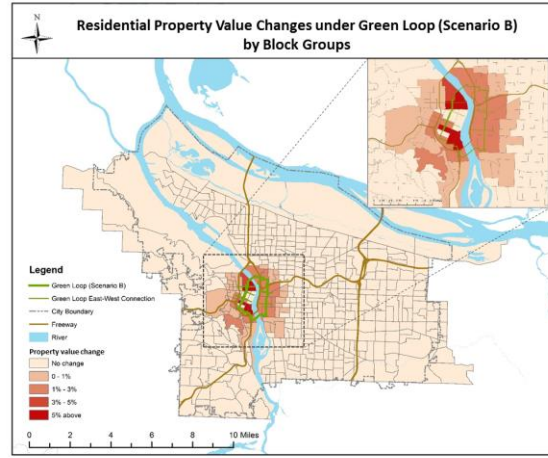 N
Residential Property Value Changes under Green Loop (Scenario B)
by Block Groups
Legend
Green Loop (Scenario B)
Green Loop East-West Connection
City Boundary
Freeway
River
Property value change
No change
0 - 1%
1% - 3%
3% - 5%
5% above
0 2 4 6 8 10 Miles